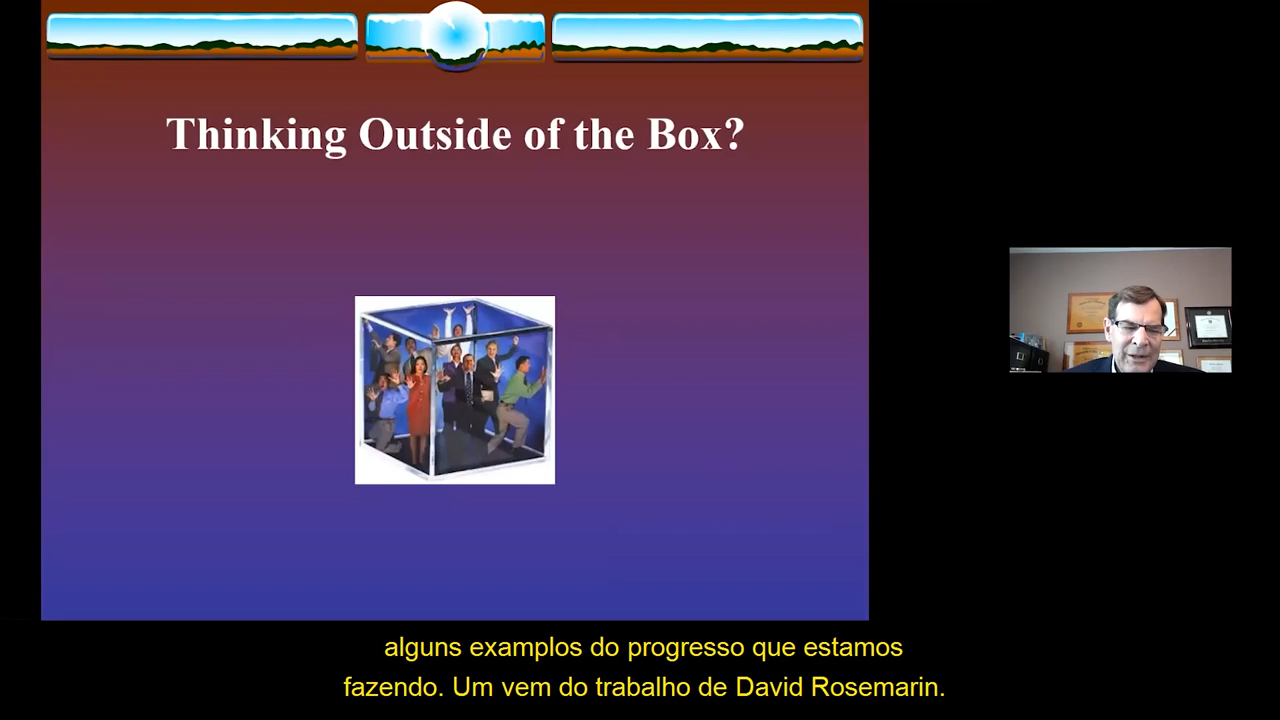 Thinking Outside of the Box?
alguns examplos do progresso que estamos
fazendo. Um vem do trabalho de David Rosemarin.